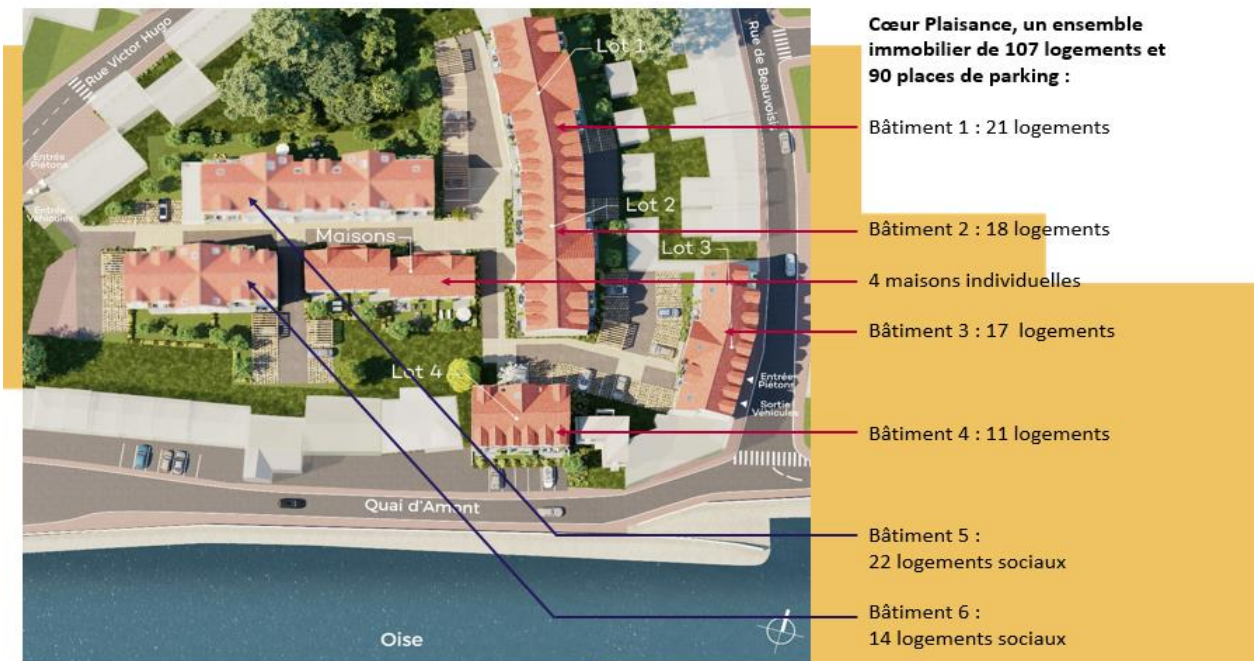 Cœur Plaisance, un ensemble
immobilier de 107 logements et
90 places de parking :
Bâtiment 1 : 21 logements
Bâtiment 2 : 18 logements
4 maisons individuelles
Bâtiment 3 : 17 logements
Bâtiment 4 : 11 logements
Bâtiment 5 :
22 logements sociaux
Bâtiment 6 :
14 logements sociaux
Rue Victor Hugo
Entrée
Piétons
Entrée
Véhicules
Lot 1
Rue de Beauvoisis
Lot 2
Maisons
Lot 3
Lot 4
Entrée
Piétons
Sortie
Véhicules
Quai d'Amont
Oise